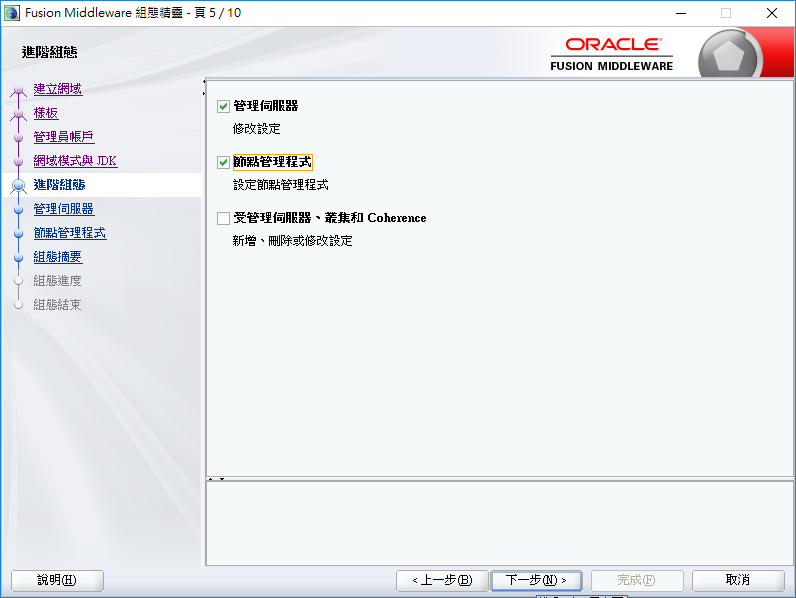 Fusion Middleware 組態精靈 - 頁 5 / 10
進階組態
ORACLE
FUSION MIDDLEWARE
建立網域
樣板
管理員帳戶
網域模式與 JDK
進階組態
管理伺服器
節點管理程式
組態摘要
組態進度
組態結束
管理伺服器
修改設定
節點管理程式
設定節點管理程式
受管理伺服器、叢集和 Coherence
新增、刪除或修改設定
說明(H)
< 上一步(B)
下一步(N) >
完成(F)
取消